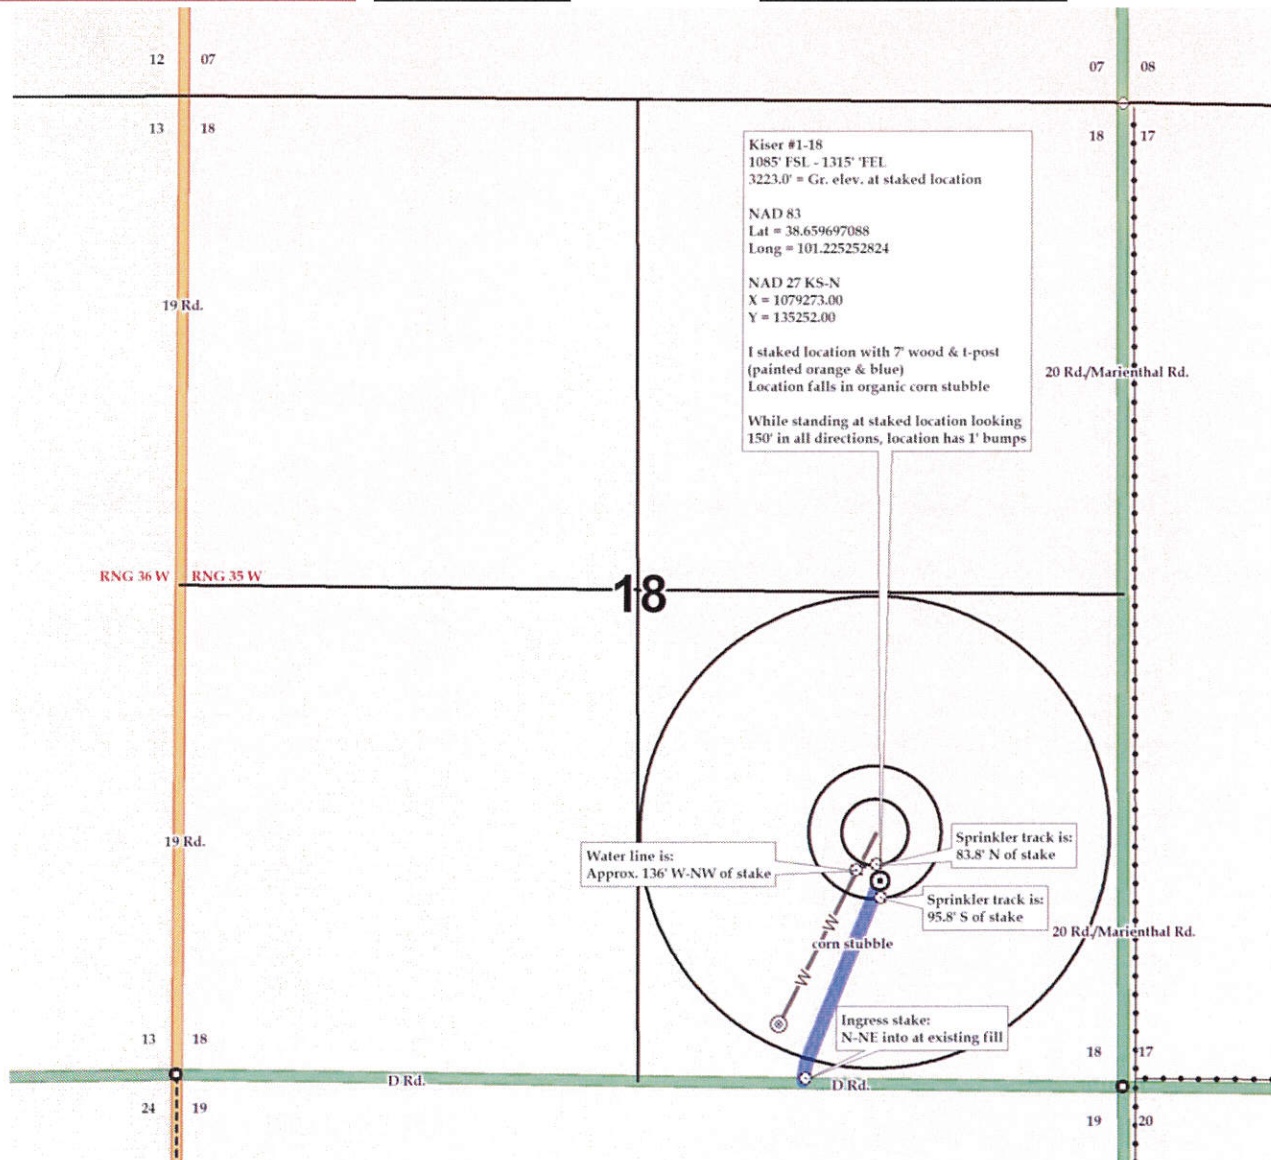 12 07
07 08
13 18
18 17
Kiser #1-18
1085' FSL - 1315' 'FEL
3223.0' = Gr. elev. at staked location
NAD 83
Lat = 38.659697088
Long = 101.225252824
NAD 27 KS-N
X = 1079273.00
Y = 135252.00
I staked location with 7' wood & t-post
(painted orange & blue)
Location falls in organic corn stubble
While standing at staked location looking
150' in all directions, location has 1' bumps
19 Rd.
20 Rd./Marienthal Rd.
RNG 36 W RNG 35 W
18
19 Rd.
Water line is:
Approx. 136' W-NW of stake
Sprinkler track is:
83.8' N of stake
Sprinkler track is:
95.8' S of stake
W
corn stubble
W
20 Rd./Marienthal Rd.
Ingress stake:
N-NE into at existing fill
13 18
18 17
D Rd.
D Rd.
24 19
19 20